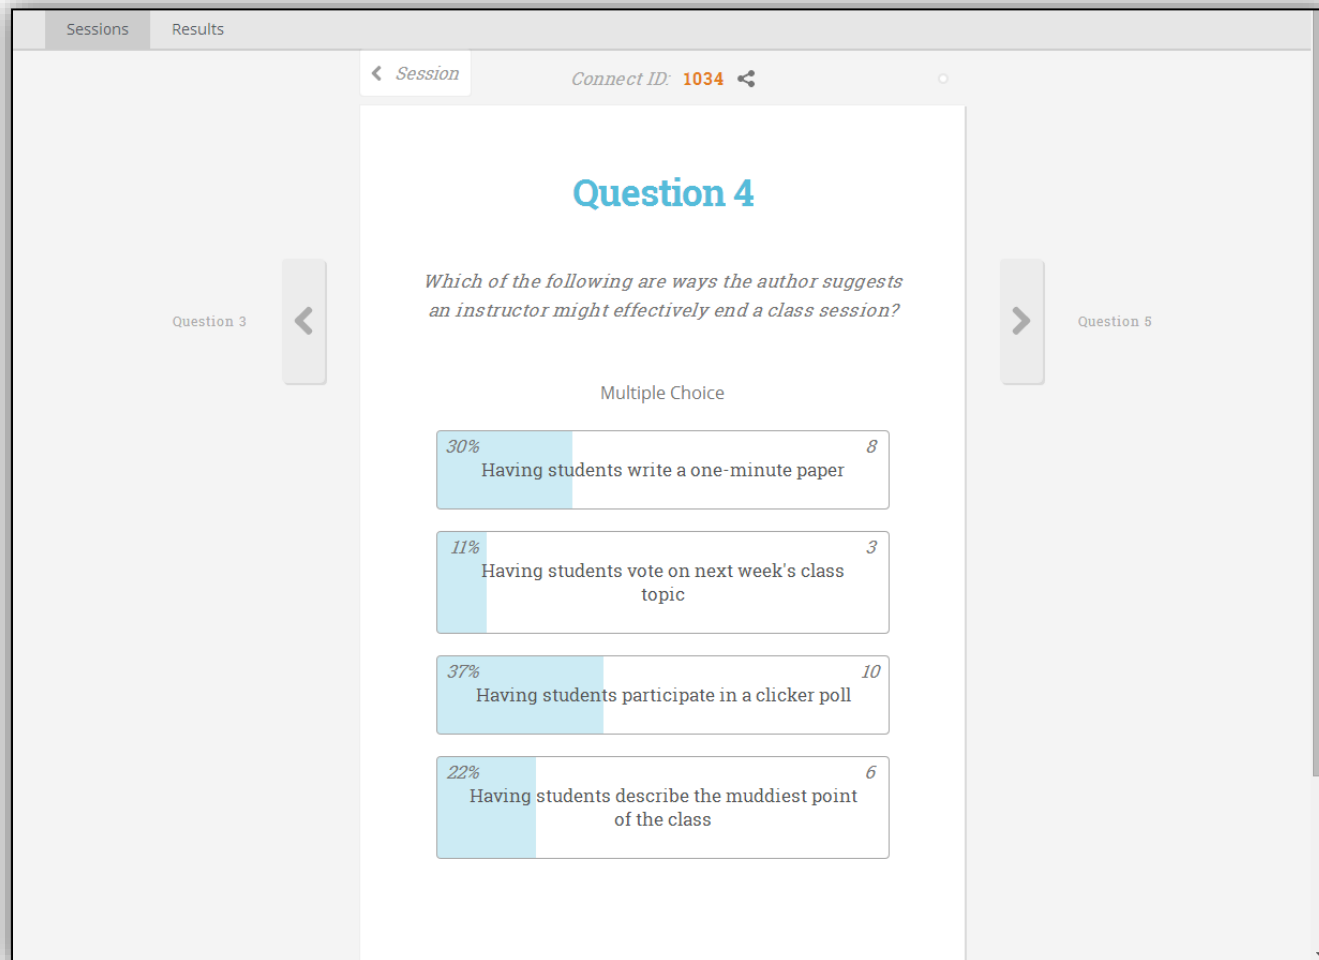 Sessions Results
Session
Connect ID: 1034
Question 4
Which of the following are ways the author suggests
an instructor might effectively end a class session?
Question 3
Question 5
Multiple Choice
30% 8
Having students write a one-minute paper
11% 3
Having students vote on next week's class
topic
37% 10
Having students participate in a clicker poll
22% 6
Having students describe the muddiest point
of the class